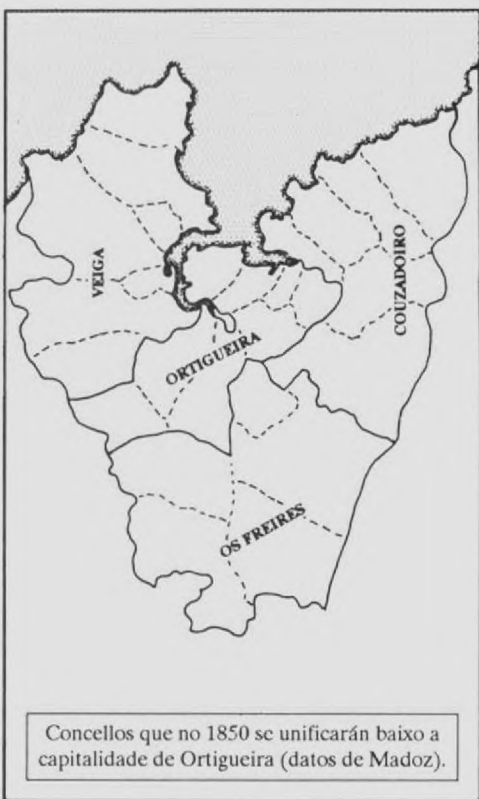 VEIGA
COUZADOIRO
ORTIGUEIRA
OS FREIRES
Concellos que no 1850 se unificarán baixo a
capitalidade de Ortigueira (datos de Madoz).